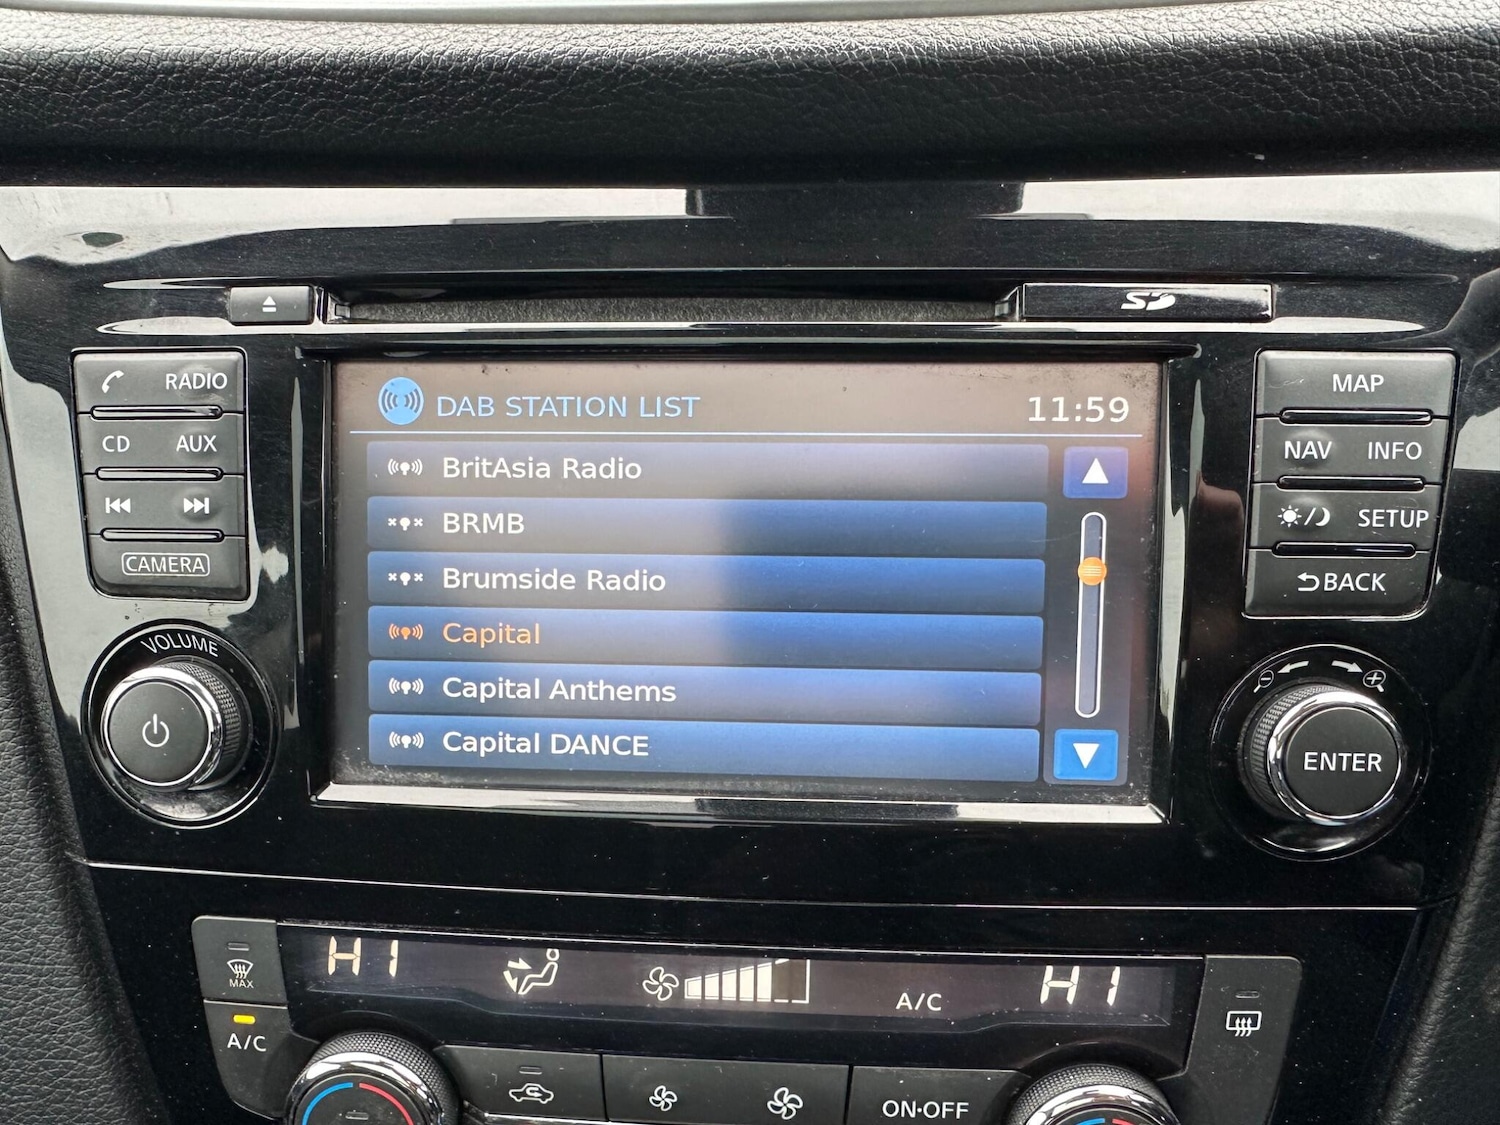 SD
RADIO
CD AUX
CAMERA
VOLUME
DAB STATION LIST 11:59
BritAsia Radio
BRMB
Brumside Radio
Capital
Capital Anthems
Capital DANCE
MAP
NAV INFO
SETUP
BACK
ENTER
MAX
A/C
HI A/C HI
ON·OFF